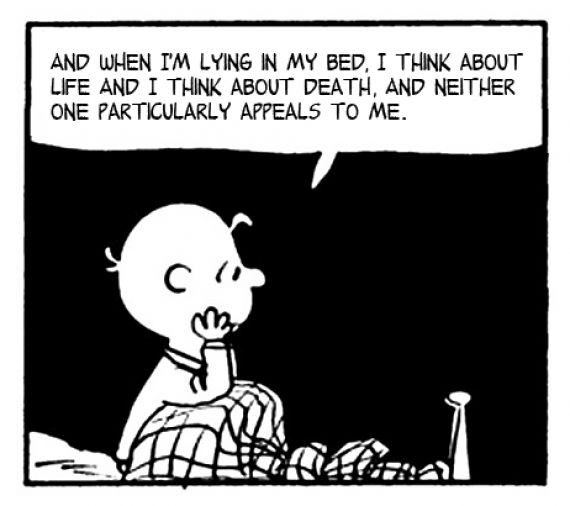 AND WHEN I'M LYING IN MY BED, I THINK ABOUT
LIFE AND I THINK ABOUT DEATH, AND NEITHER
ONE PARTICULARLY APPEALS TO ME.